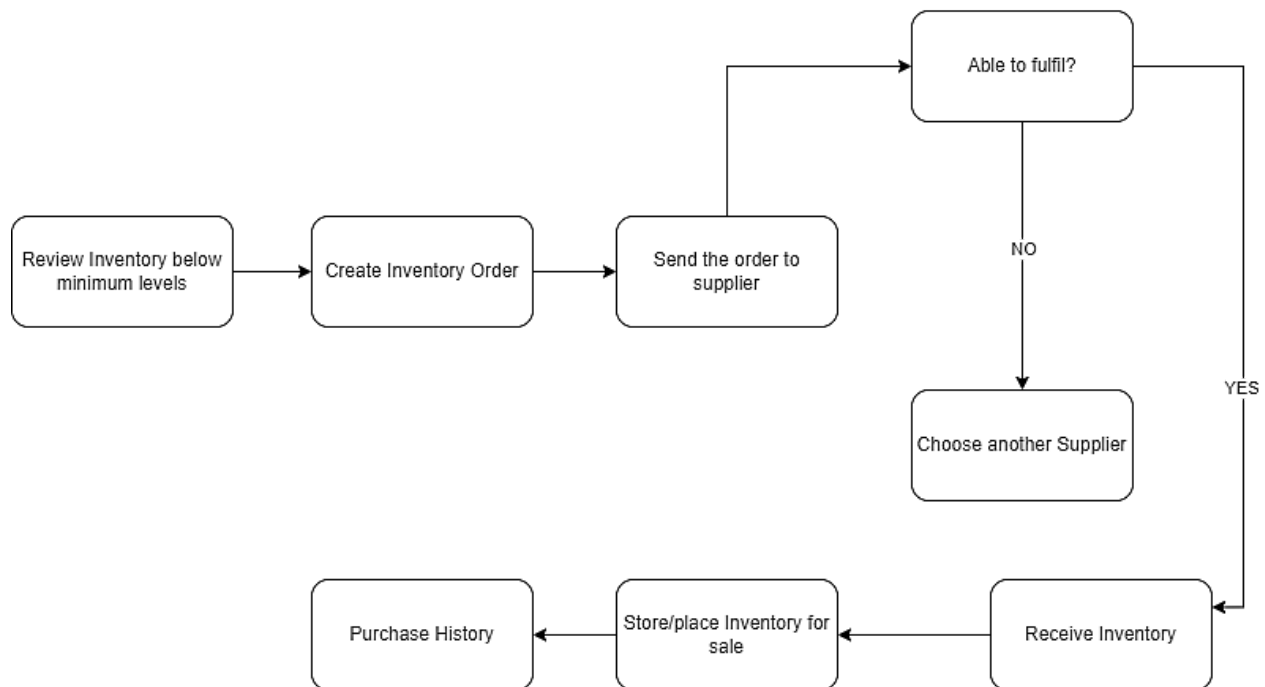 Able to fulfil?
Review Inventory below
minimum levels
Create Inventory Order
Send the order to
supplier
NO
YES
Choose another Supplier
Purchase History
Store/place Inventory for
sale
Receive Inventory